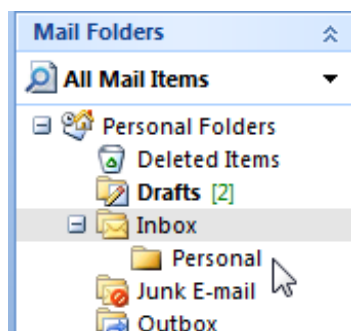 Mail Folders
All Mail Items
Personal Folders
Deleted Items
Drafts [2]
Inbox
Personal
Junk E-mail
Outbox